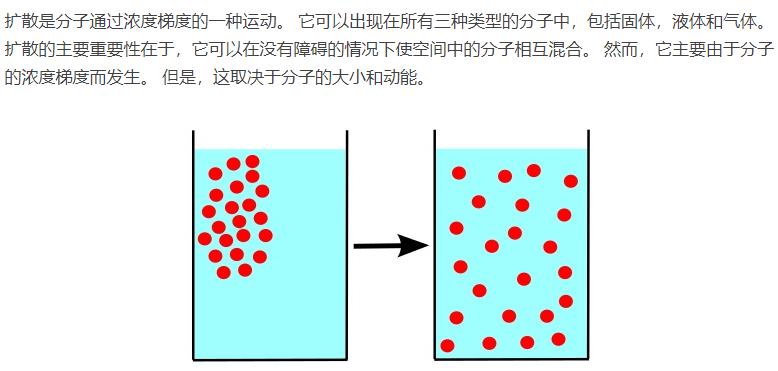 扩散是分子通过浓度梯度的一种运动。 它可以出现在所有三种类型的分子中，包括固体，液体和气体。
扩散的主要重要性在于，它可以在没有障碍的情况下使空间中的分子相互混合。 然而，它主要由于分子
的浓度梯度而发生。 但是，这取决于分子的大小和动能。